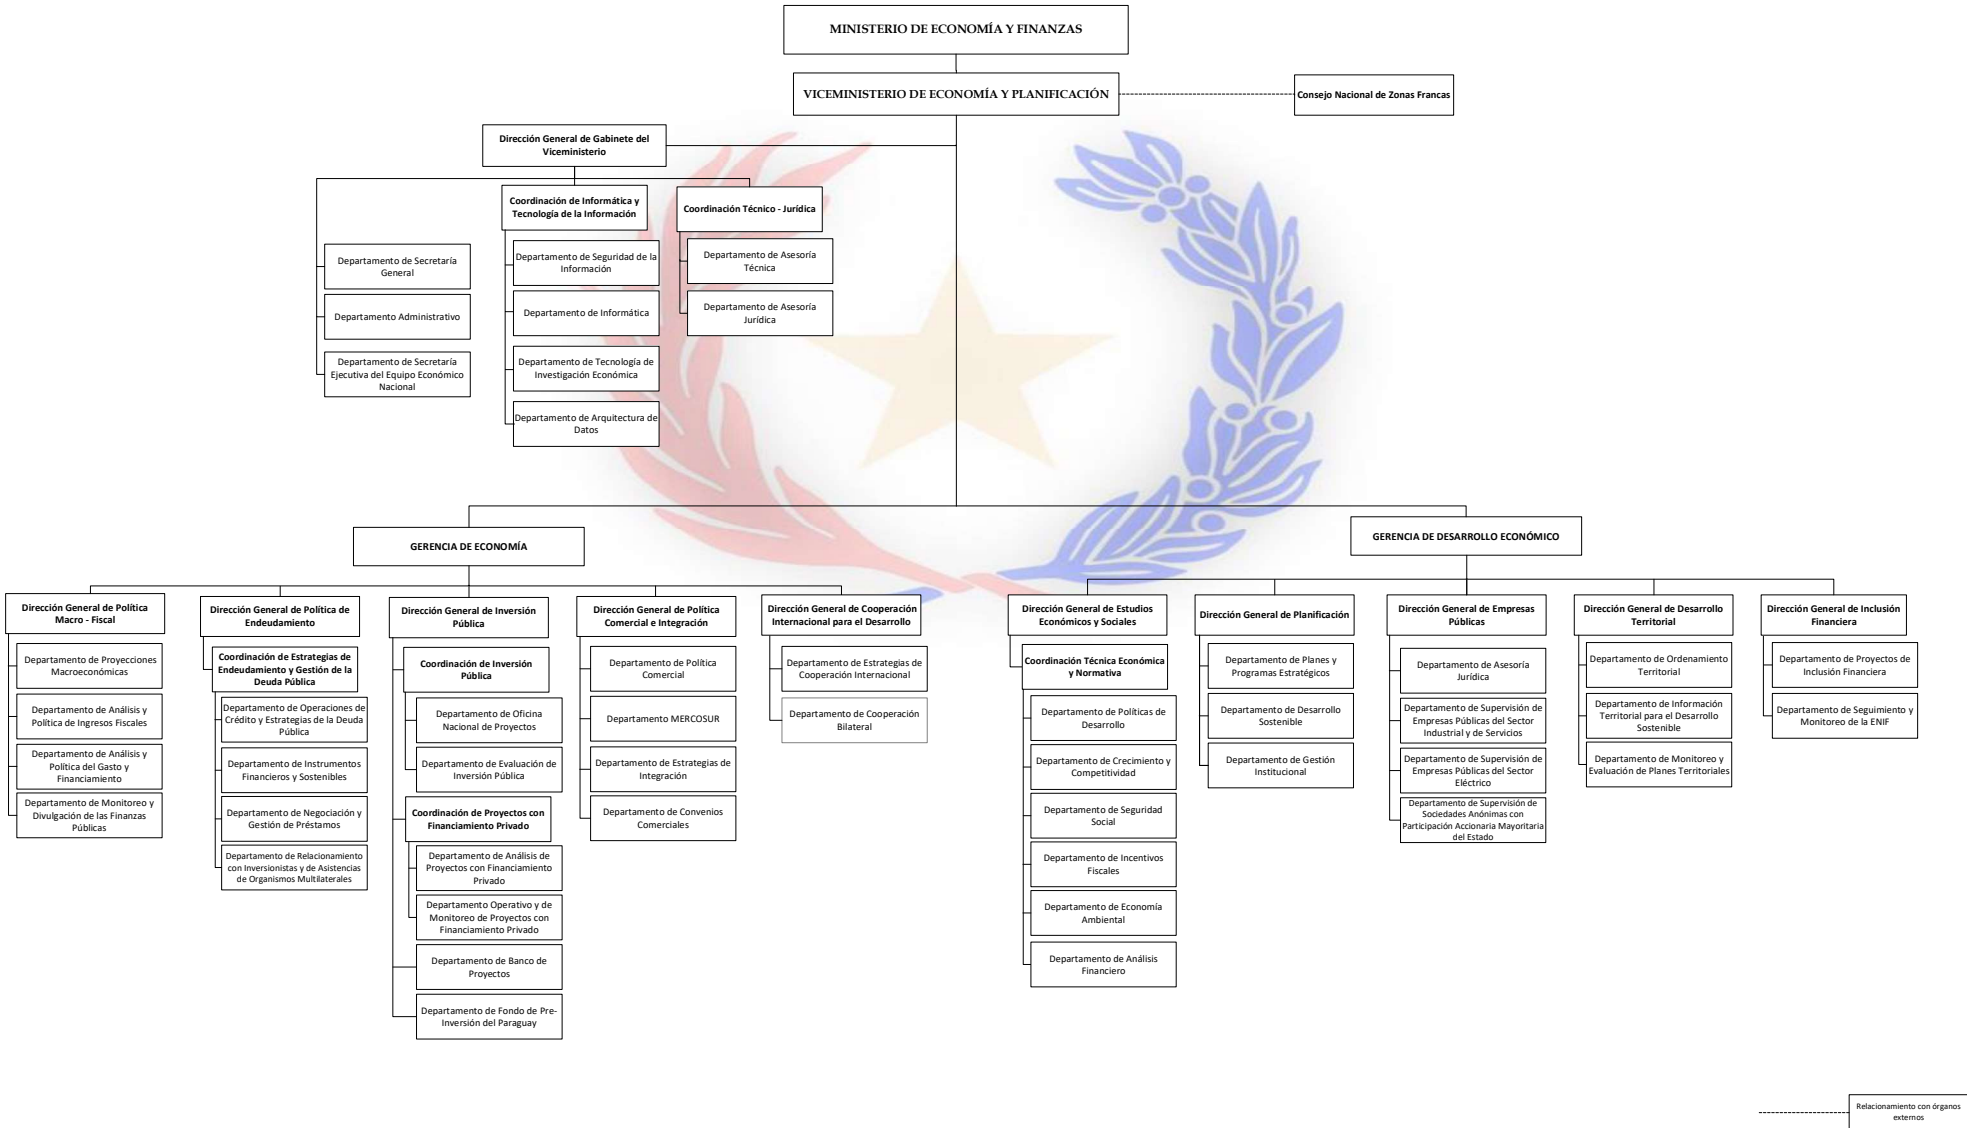 MINISTERIO DE ECONOMÍA Y FINANZAS
VICEMINISTERIO DE ECONOMÍA Y PLANIFICACIÓN
Consejo Nacional de Zonas Francas
Dirección General de Gabinete del
Viceministerio
Departamento de Secretaría
General
Departamento Administrativo
Departamento de Secretaría
Ejecutiva del Equipo Económico
Nacional
Coordinación de Informática y
Tecnología de la Información
Departamento de Seguridad de la
Información
Departamento de Informática
Departamento de Tecnología de
Investigación Económica
Departamento de Arquitectura de
Datos
Coordinación Técnico - Jurídica
Departamento de Asesoría
Técnica
Departamento de Asesoría
Jurídica
GERENCIA DE ECONOMÍA
Dirección General de Política
Macro - Fiscal
Departamento de Proyecciones
Macroeconómicas
Departamento de Análisis y
Política de Ingresos Fiscales
Departamento de Análisis y
Política del Gasto y
Financiamiento
Departamento de Monitoreo y
Divulgación de las Finanzas
Públicas
Dirección General de Política de
Endeudamiento
Coordinación de Estrategias de
Endeudamiento y Gestión de la
Deuda Pública
Departamento de Operaciones de
Crédito y Estrategias de la Deuda
Pública
Departamento de Instrumentos
Financieros y Sostenibles
Departamento de Negociación y
Gestión de Préstamos
Departamento de Relacionamiento
con Inversionistas y de Asistencias
de Organismos Multilaterales
Dirección General de Inversión
Pública
Coordinación de Inversión
Pública
Departamento de Oficina
Nacional de Proyectos
Departamento de Evaluación de
Inversión Pública
Coordinación de Proyectos con
Financiamiento Privado
Departamento de Análisis de
Proyectos con Financiamiento
Privado
Departamento Operativo y de
Monitoreo de Proyectos con
Financiamiento Privado
Departamento de Banco de
Proyectos
Departamento de Fondo de Pre-
Inversión del Paraguay
Dirección General de Política
Comercial e Integración
Departamento de Política
Comercial
Departamento MERCOSUR
Departamento de Estrategias de
Integración
Departamento de Convenios
Comerciales
Dirección General de Cooperación
Internacional para el Desarrollo
Departamento de Estrategias de
Cooperación Internacional
Departamento de Cooperación
Bilateral
GERENCIA DE DESARROLLO ECONÓMICO
Dirección General de Estudios
Económicos y Sociales
Coordinación Técnica Económica
y Normativa
Departamento de Políticas de
Desarrollo
Departamento de Crecimiento y
Competitividad
Departamento de Seguridad
Social
Departamento de Incentivos
Fiscales
Departamento de Economía
Ambiental
Departamento de Análisis
Financiero
Dirección General de Planificación
Departamento de Planes y
Programas Estratégicos
Departamento de Desarrollo
Sostenible
Departamento de Gestión
Institucional
Dirección General de Empresas
Públicas
Departamento de Asesoría
Jurídica
Departamento de Supervisión de
Empresas Públicas del Sector
Industrial y de Servicios
Departamento de Supervisión de
Empresas Públicas del Sector
Eléctrico
Departamento de Supervisión de
Sociedades Anónimas con
Participación Accionaria Mayoritaria
del Estado
Dirección General de Desarrollo
Territorial
Departamento de Ordenamiento
Territorial
Departamento de Información
Territorial para el Desarrollo
Sostenible
Departamento de Monitoreo y
Evaluación de Planes Territoriales
Dirección General de Inclusión
Financiera
Departamento de Proyectos de
Inclusión Financiera
Departamento de Seguimiento y
Monitoreo de la ENIF
Relacionamiento con órganos
externos